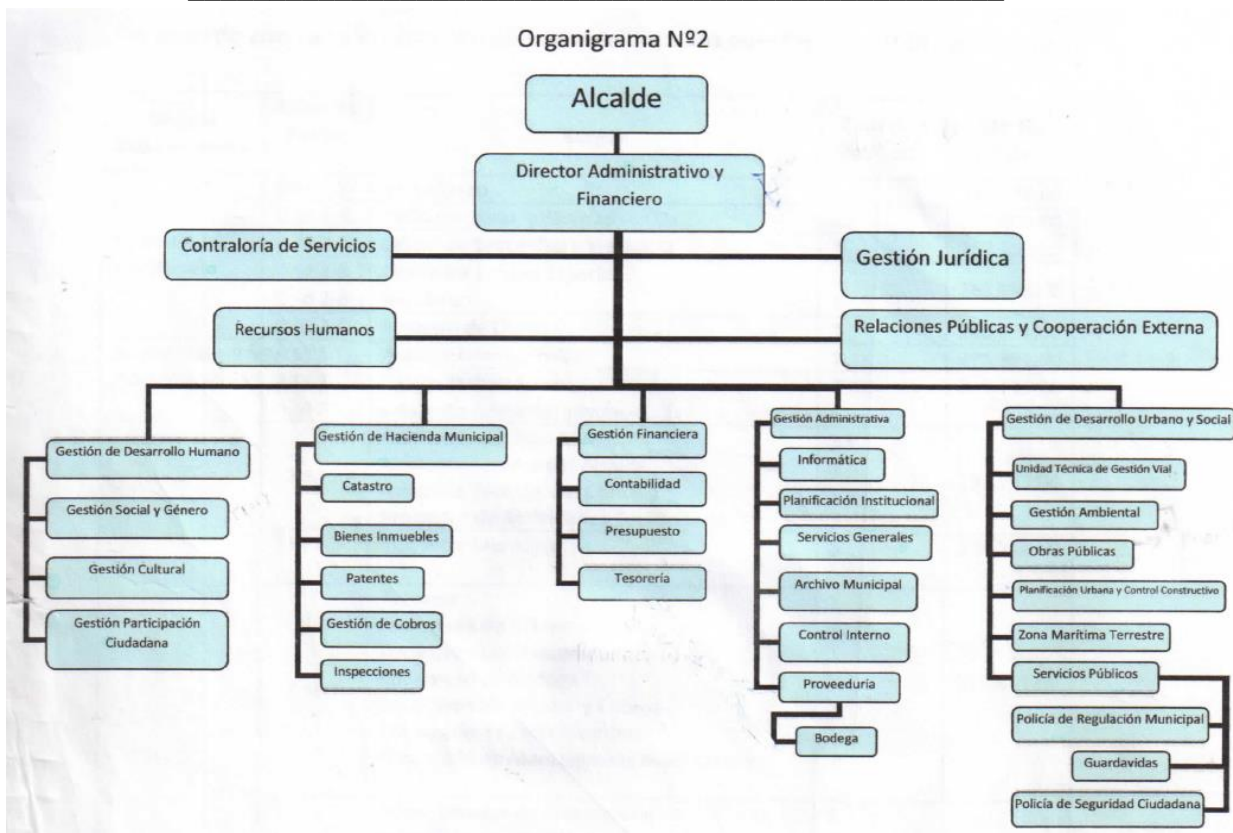 Organigrama Nº2
Alcalde
Director Administrativo y
Financiero
Contraloría de Servicios
Gestión Jurídica
Recursos Humanos
Relaciones Públicas y Cooperación Externa
Gestión de Desarrollo Humano
Gestión Social y Género
Gestión Cultural
Gestión Participación
Ciudadana
Gestión de Hacienda Municipal
Catastro
Bienes Inmuebles
Patentes
Gestión de Cobros
Inspecciones
Gestión Financiera
Contabilidad
Presupuesto
Tesorería
Gestión Administrativa
Informática
Planificación Institucional
Servicios Generales
Archivo Municipal
Control Interno
Proveeduría
Bodega
Gestión de Desarrollo Urbano y Social
Unidad Técnica de Gestión Vial
Gestión Ambiental
Obras Públicas
Planificación Urbana y Control Constructivo
Zona Marítima Terrestre
Servicios Públicos
Policía de Regulación Municipal
Guardavidas
Policía de Seguridad Ciudadana